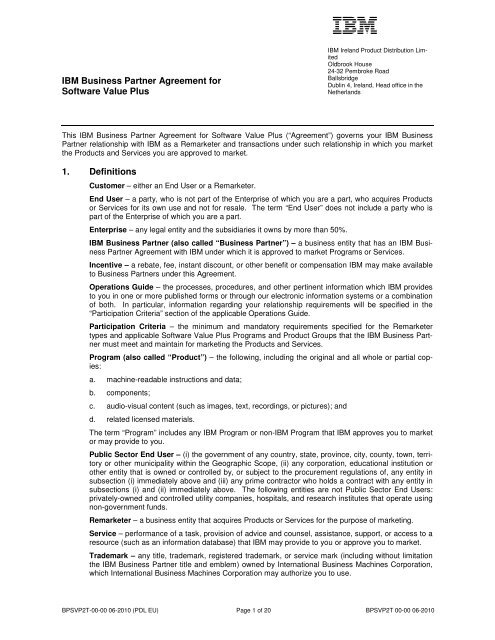 IBM
IBM Ireland Product Distribution Lim-
ited
Oldbrook House
24-32 Pembroke Road
Ballsbridge
Dublin 4, Ireland, Head office in the
Netherlands
IBM Business Partner Agreement for
Software Value Plus
This IBM Business Partner Agreement for Software Value Plus (“Agreement”) governs your IBM Business
Partner relationship with IBM as a Remarketer and transactions under such relationship in which you market
the Products and Services you are approved to market.
1. Definitions
Customer – either an End User or a Remarketer.
End User – a party, who is not part of the Enterprise of which you are a part, who acquires Products
or Services for its own use and not for resale. The term “End User” does not include a party who is
part of the Enterprise of which you are a part.
Enterprise – any legal entity and the subsidiaries it owns by more than 50%.
IBM Business Partner (also called “Business Partner”) – a business entity that has an IBM Busi-
ness Partner Agreement with IBM under which it is approved to market Programs or Services.
Incentive – a rebate, fee, instant discount, or other benefit or compensation IBM may make available
to Business Partners under this Agreement.
Operations Guide – the processes, procedures, and other pertinent information which IBM provides
to you in one or more published forms or through our electronic information systems or a combination
of both. In particular, information regarding your relationship requirements will be specified in the
“Participation Criteria” section of the applicable Operations Guide.
Participation Criteria – the minimum and mandatory requirements specified for the Remarketer
types and applicable Software Value Plus Programs and Product Groups that the IBM Business Part-
ner must meet and maintain for marketing the Products and Services.
Program (also called “Product”) – the following, including the original and all whole or partial cop-
ies:
a. machine-readable instructions and data;
b. components;
c. audio-visual content (such as images, text, recordings, or pictures); and
d. related licensed materials.
The term “Program” includes any IBM Program or non-IBM Program that IBM approves you to market
or may provide to you.
Public Sector End User – (i) the government of any country, state, province, city, county, town, terri-
tory or other municipality within the Geographic Scope, (ii) any corporation, educational institution or
other entity that is owned or controlled by, or subject to the procurement regulations of, any entity in
subsection (i) immediately above and (iii) any prime contractor who holds a contract with any entity in
subsections (i) and (ii) immediately above. The following entities are not Public Sector End Users:
privately-owned and controlled utility companies, hospitals, and research institutes that operate using
non-government funds.
Remarketer – a business entity that acquires Products or Services for the purpose of marketing.
Service – performance of a task, provision of advice and counsel, assistance, support, or access to a
resource (such as an information database) that IBM may provide to you or approve you to market.
Trademark – any title, trademark, registered trademark, or service mark (including without limitation
the IBM Business Partner title and emblem) owned by International Business Machines Corporation,
which International Business Machines Corporation may authorize you to use.
BPSVP2T-00-00 06-2010 (PDL EU) Page 1 of 20 BPSVP2T 00-00 06-2010